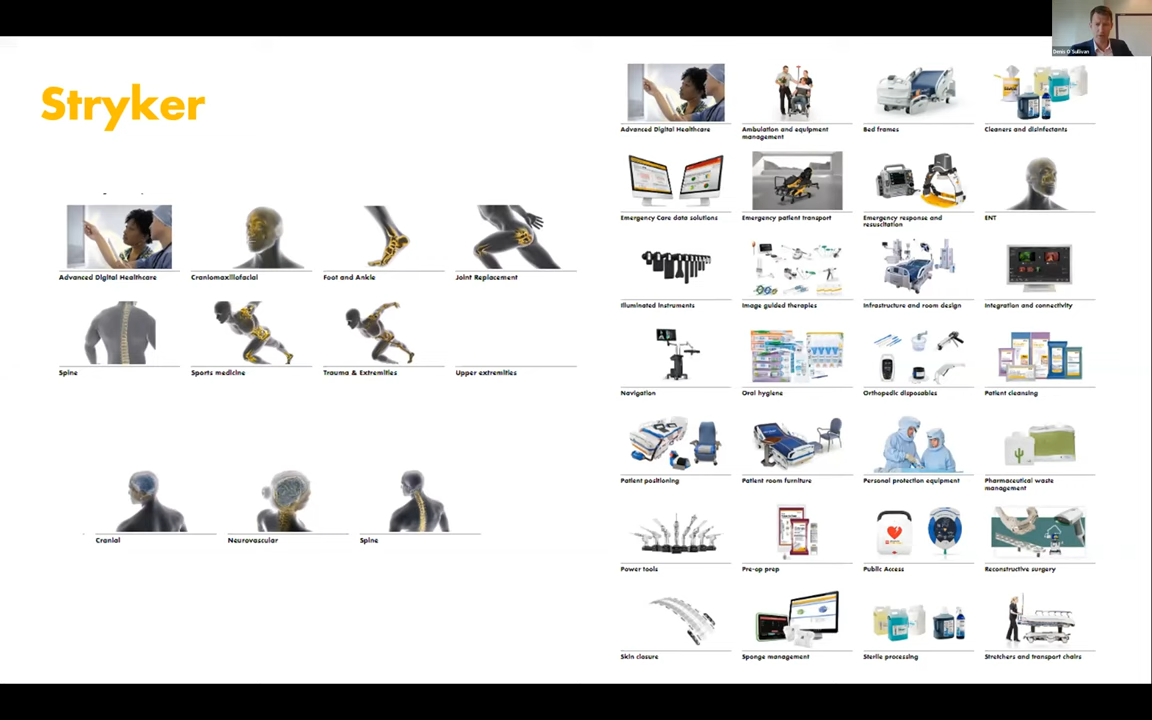 Denis O Sullivan
Stryker
Advanced Digital Healthcare
Craniomaxillofacial
Foot and Ankle
Joint Replacement
Spine
Sports medicine
Trauma & Extremities
Upper extremities
Cranial
Neurovascular
Spine
Advanced Digital Healthcare
Ambulation and equipment
management
Bed frames
Cleaners and disinfectants
Emergency Care data solutions
Emergency patient transport
Emergency response and
resuscitation
ENT
Illuminated Instruments
Image guided therapies
Infrastructure and room design
Integration and connectivity
Navigation
Oral hygiene
Orthopedic disposables
Patient cleansing
Patient positioning
Patient room furniture
Personal protection equipment
Pharmaceutical waste
management
Power tools
Pre-op prep
Public Access
Reconstructive surgery
Skin closure
Sponge management
Sterile processing
Stretchers and transport chairs